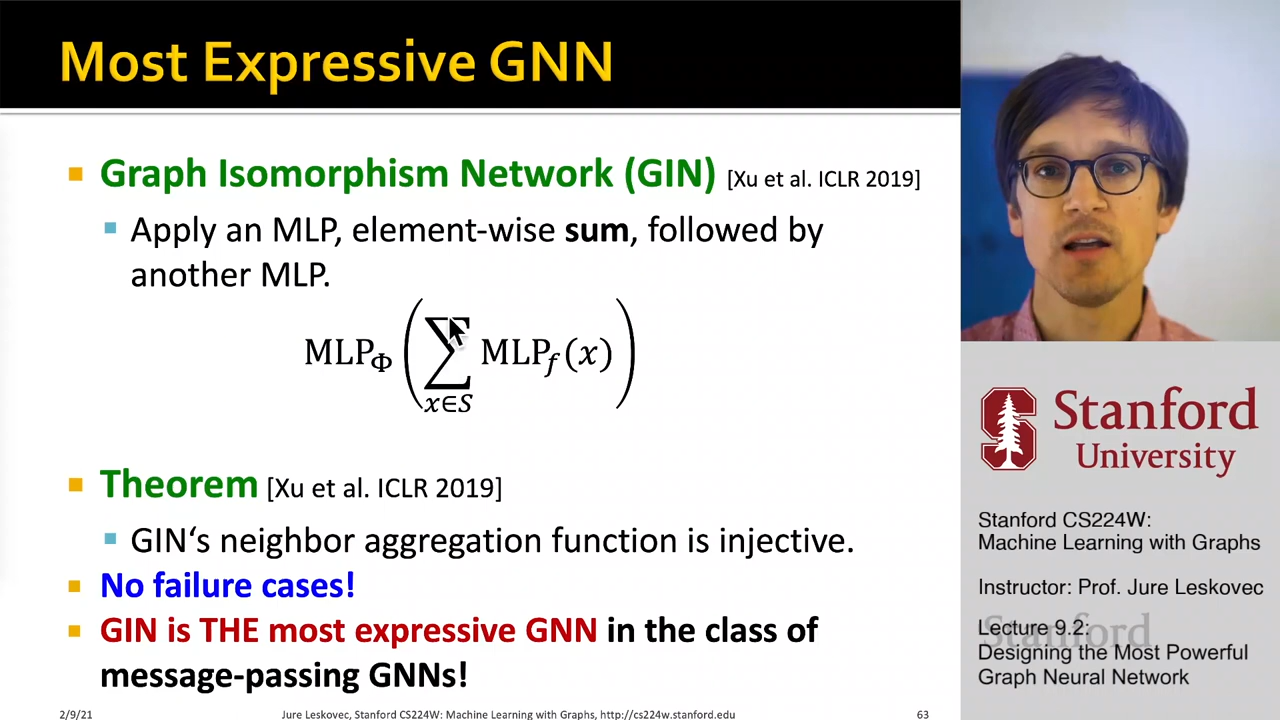 Most Expressive GNN
Graph Isomorphism Network (GIN) [Xu et al. ICLR 2019]
Apply an MLP, element-wise sum, followed by
another MLP.
MLP_Φ ( ∑_{x∈S} MLP_f(x) )
Theorem [Xu et al. ICLR 2019]
GIN‘s neighbor aggregation function is injective.
No failure cases!
GIN is THE most expressive GNN in the class of
message-passing GNNs!
2/9/21
Jure Leskovec, Stanford CS224W: Machine Learning with Graphs, http://cs224w.stanford.edu
63
Stanford
University
Stanford CS224W:
Machine Learning with Graphs
Instructor: Prof. Jure Leskovec
Stanford
Lecture 9.2:
Designing the Most Powerful
Graph Neural Network